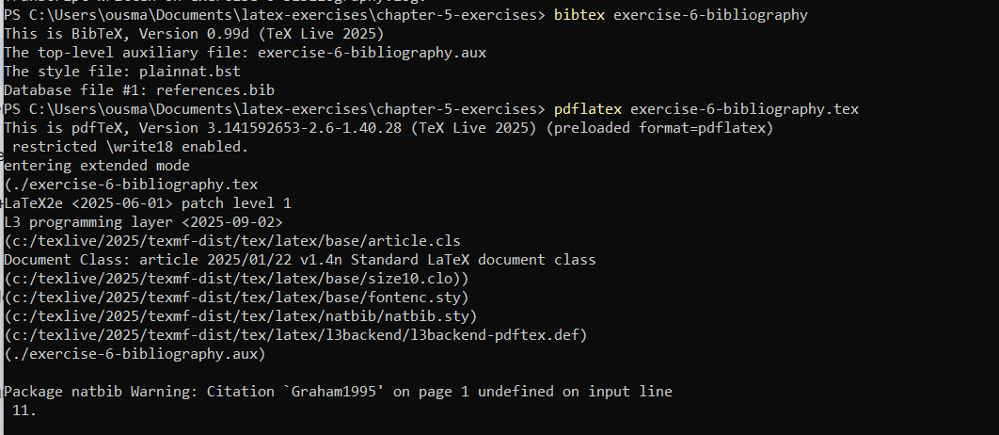 PS C:\Users\ousma\Documents\latex-exercises\chapter-5-exercises> bibtex exercise-6-bibliography
This is BibTeX, Version 0.99d (TeX Live 2025)
The top-level auxiliary file: exercise-6-bibliography.aux
The style file: plainnat.bst
Database file #1: references.bib
PS C:\Users\ousma\Documents\latex-exercises\chapter-5-exercises> pdflatex exercise-6-bibliography.tex
This is pdfTeX, Version 3.141592653-2.6-1.40.28 (TeX Live 2025) (preloaded format=pdflatex)
 restricted \write18 enabled.
entering extended mode
(./exercise-6-bibliography.tex
LaTeX2e <2025-06-01> patch level 1
L3 programming layer <2025-09-02>
(c:/texlive/2025/texmf-dist/tex/latex/base/article.cls
Document Class: article 2025/01/22 v1.4n Standard LaTeX document class
(c:/texlive/2025/texmf-dist/tex/latex/base/size10.clo))
(c:/texlive/2025/texmf-dist/tex/latex/base/fontenc.sty)
(c:/texlive/2025/texmf-dist/tex/latex/natbib/natbib.sty)
(c:/texlive/2025/texmf-dist/tex/latex/l3backend/l3backend-pdftex.def)
(./exercise-6-bibliography.aux)

Package natbib Warning: Citation `Graham1995' on page 1 undefined on input line
 11.